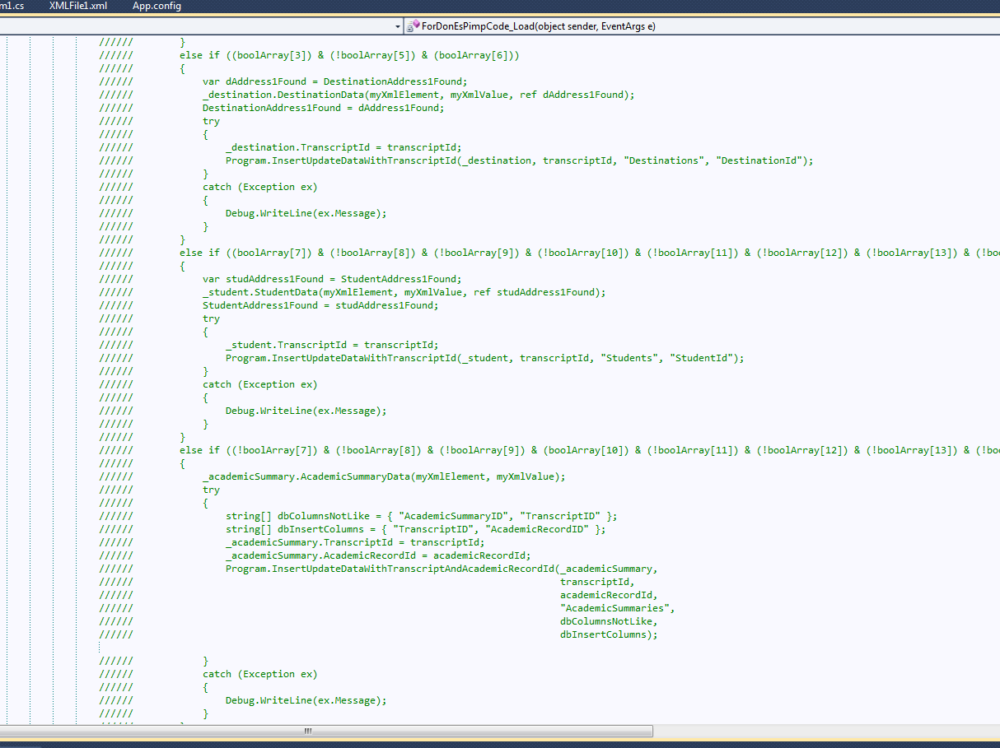 m1.cs XMLFile1.xml App.config
ForDonEsPimpCode_Load(object sender, EventArgs e)
////// }
////// else if ((boolArray[3]) & (!boolArray[5]) & (boolArray[6]))
////// {
////// var dAddress1Found = DestinationAddress1Found;
////// _destination.DestinationData(myXmlElement, myXmlValue, ref dAddress1Found);
////// DestinationAddress1Found = dAddress1Found;
////// try
////// {
////// _destination.TranscriptId = transcriptId;
////// Program.InsertUpdateDataWithTranscriptId(_destination, transcriptId, "Destinations", "DestinationId");
////// }
////// catch (Exception ex)
////// {
////// Debug.WriteLine(ex.Message);
////// }
////// }
////// else if ((boolArray[7]) & (!boolArray[8]) & (!boolArray[9]) & (!boolArray[10]) & (!boolArray[11]) & (!boolArray[12]) & (!boolArray[13]) & (!boo
////// {
////// var studAddress1Found = StudentAddress1Found;
////// _student.StudentData(myXmlElement, myXmlValue, ref studAddress1Found);
////// StudentAddress1Found = studAddress1Found;
////// try
////// {
////// _student.TranscriptId = transcriptId;
////// Program.InsertUpdateDataWithTranscriptId(_student, transcriptId, "Students", "StudentId");
////// }
////// catch (Exception ex)
////// {
////// Debug.WriteLine(ex.Message);
////// }
////// }
////// else if ((!boolArray[7]) & (!boolArray[8]) & (!boolArray[9]) & (boolArray[10]) & (!boolArray[11]) & (!boolArray[12]) & (!boolArray[13]) & (!boo
////// {
////// _academicSummary.AcademicSummaryData(myXmlElement, myXmlValue);
////// try
////// {
////// string[] dbColumnsNotLike = { "AcademicSummaryID", "TranscriptID" };
////// string[] dbInsertColumns = { "TranscriptID", "AcademicRecordID" };
////// _academicSummary.TranscriptId = transcriptId;
////// _academicSummary.AcademicRecordId = academicRecordId;
////// Program.InsertUpdateDataWithTranscriptAndAcademicRecordId(_academicSummary,
////// transcriptId,
////// academicRecordId,
////// "AcademicSummaries",
////// dbColumnsNotLike,
////// dbInsertColumns);
////// }
////// catch (Exception ex)
////// {
////// Debug.WriteLine(ex.Message);
////// }